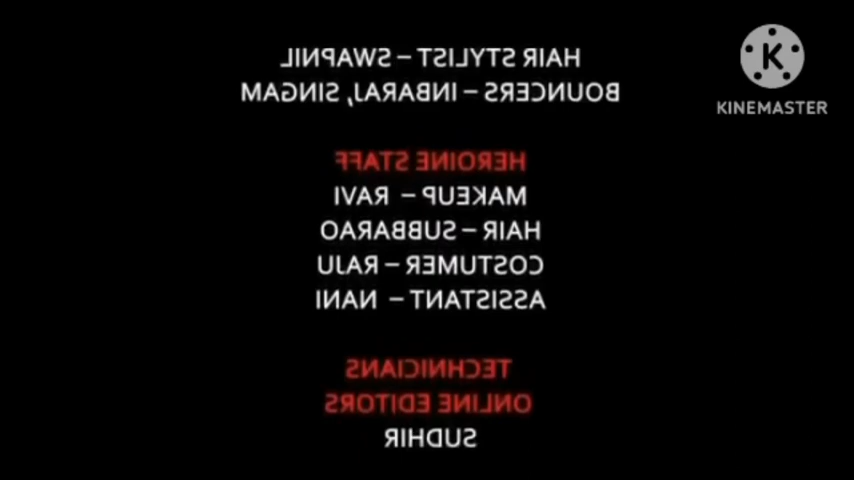 HAIR STYLIST – SWAPNIL
BOUNCERS – INBARAJ, SINGAM
HEROINE STAFF
MAKEUP – RAVI
HAIR – SUBBARAO
COSTUMER – RAJU
ASSISTANT – NANI
TECHNICIANS
ONLINE EDITORS
SUDHIR
K
KINEMASTER